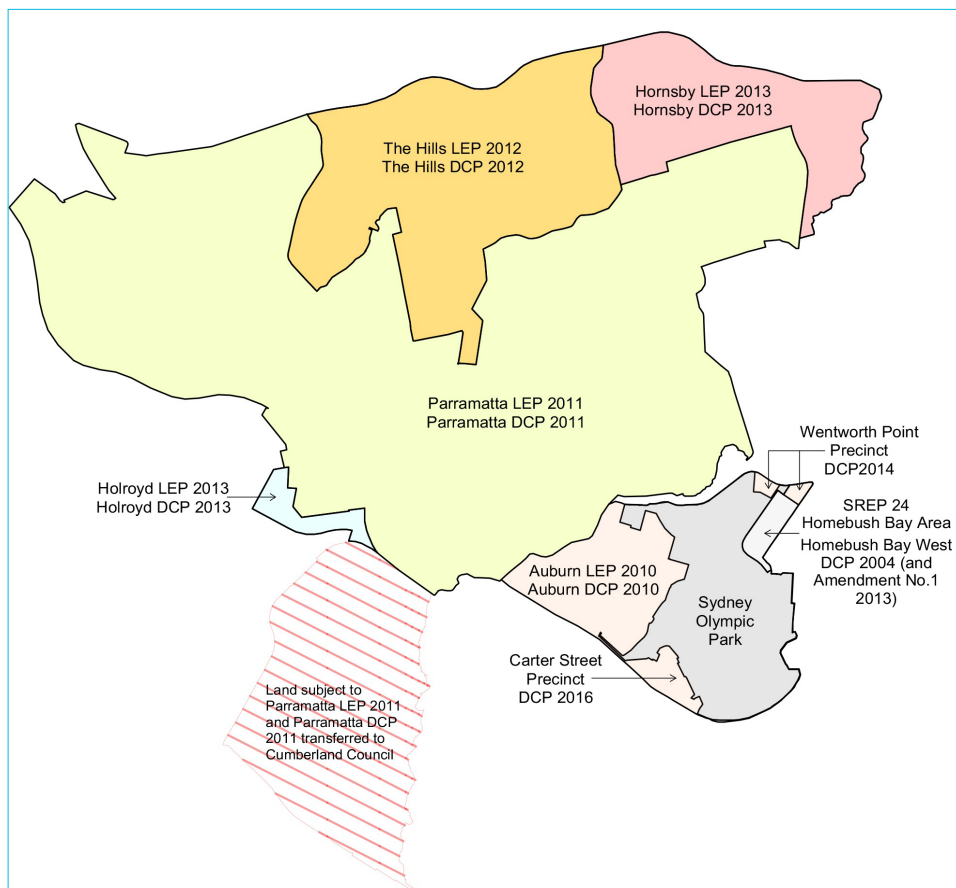 Hornsby LEP 2013
Hornsby DCP 2013
The Hills LEP 2012
The Hills DCP 2012
Parramatta LEP 2011
Parramatta DCP 2011
Wentworth Point
Precinct
DCP2014
Holroyd LEP 2013
Holroyd DCP 2013
SREP 24
Homebush Bay Area
Homebush Bay West
DCP 2004 (and
Amendment No.1
2013)
Auburn LEP 2010
Auburn DCP 2010
Sydney
Olympic
Park
Carter Street
Precinct
DCP 2016
Land subject to
Parramatta LEP 2011
and Parramatta DCP
2011 transferred to
Cumberland Council